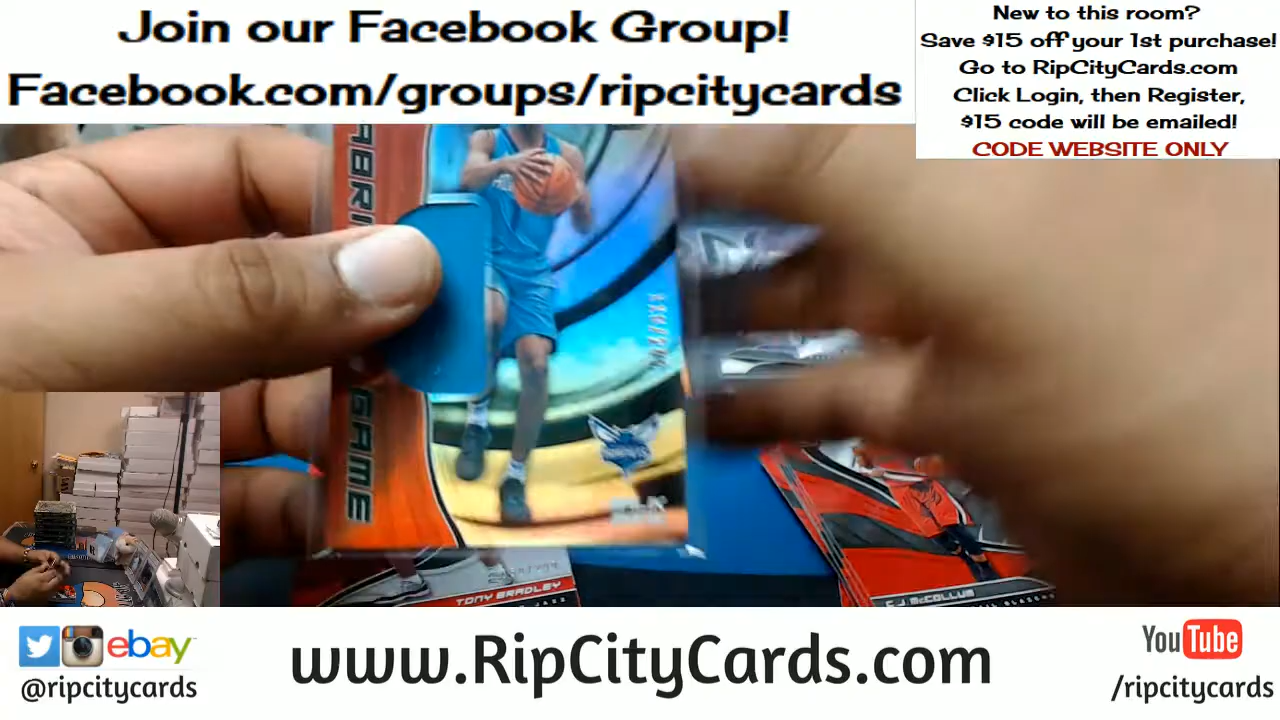 Join our Facebook Group!
Facebook.com/groups/ripcitycards
New to this room?
Save $15 off your 1st purchase!
Go to RipCityCards.com
Click Login, then Register,
$15 code will be emailed!
CODE WEBSITE ONLY
GAME
TONY BRADLEY
CJ McCOLLUM
ebay
@ripcitycards
www.RipCityCards.com
YouTube
/ripcitycards